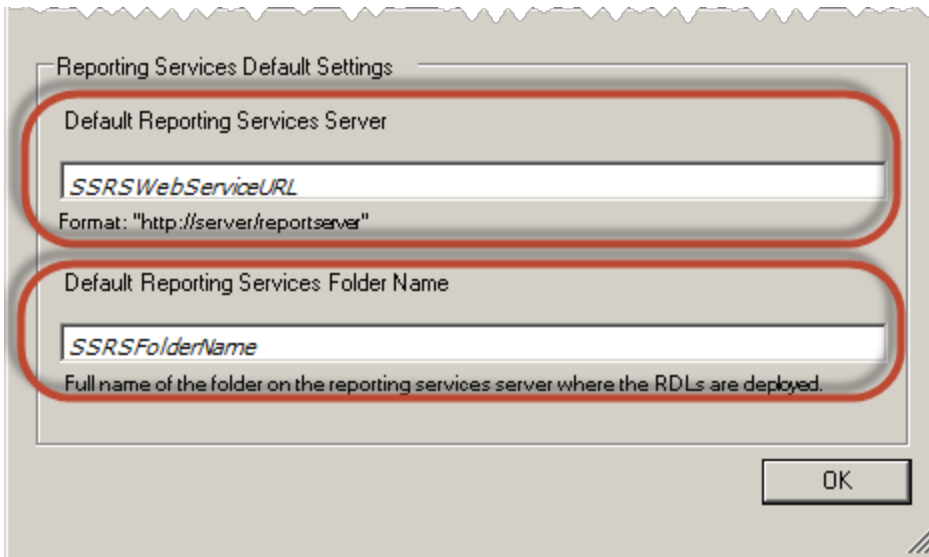 Reporting Services Default Settings
Default Reporting Services Server
SSRSWebServiceURL
Format: "http://server/reportserver"
Default Reporting Services Folder Name
SSRSFolderName
Full name of the folder on the reporting services server where the RDLs are deployed.
OK